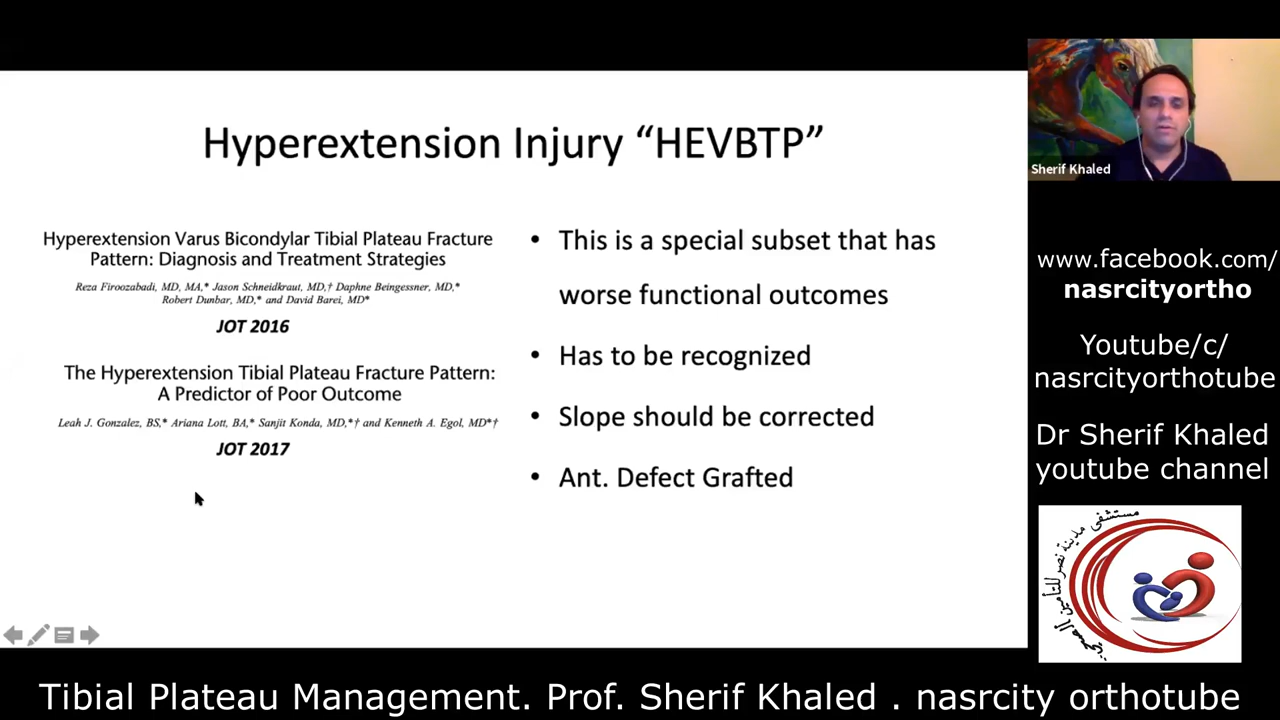 Hyperextension Injury “HEVBTP”
Hyperextension Varus Bicondylar Tibial Plateau Fracture
Pattern: Diagnosis and Treatment Strategies
Reza Firoozabadi, MD, MA,* Jason Schneidkraut, MD,† Daphne Beingessner, MD,*
Robert Dunbar, MD,* and David Barei, MD*
JOT 2016
The Hyperextension Tibial Plateau Fracture Pattern:
A Predictor of Poor Outcome
Leah J. Gonzalez, BS,* Ariana Lott, BA,* Sanjit Konda, MD,*† and Kenneth A. Egol, MD*†
JOT 2017
• This is a special subset that has
worse functional outcomes
• Has to be recognized
• Slope should be corrected
• Ant. Defect Grafted
Sherif Khaled
www.facebook.com/
nasrcityortho
Youtube/c/
nasrcityorthotube
Dr Sherif Khaled
youtube channel
مستشفى مدينة نصر للتأمين الصحي
Tibial Plateau Management. Prof. Sherif Khaled . nasrcity orthotube